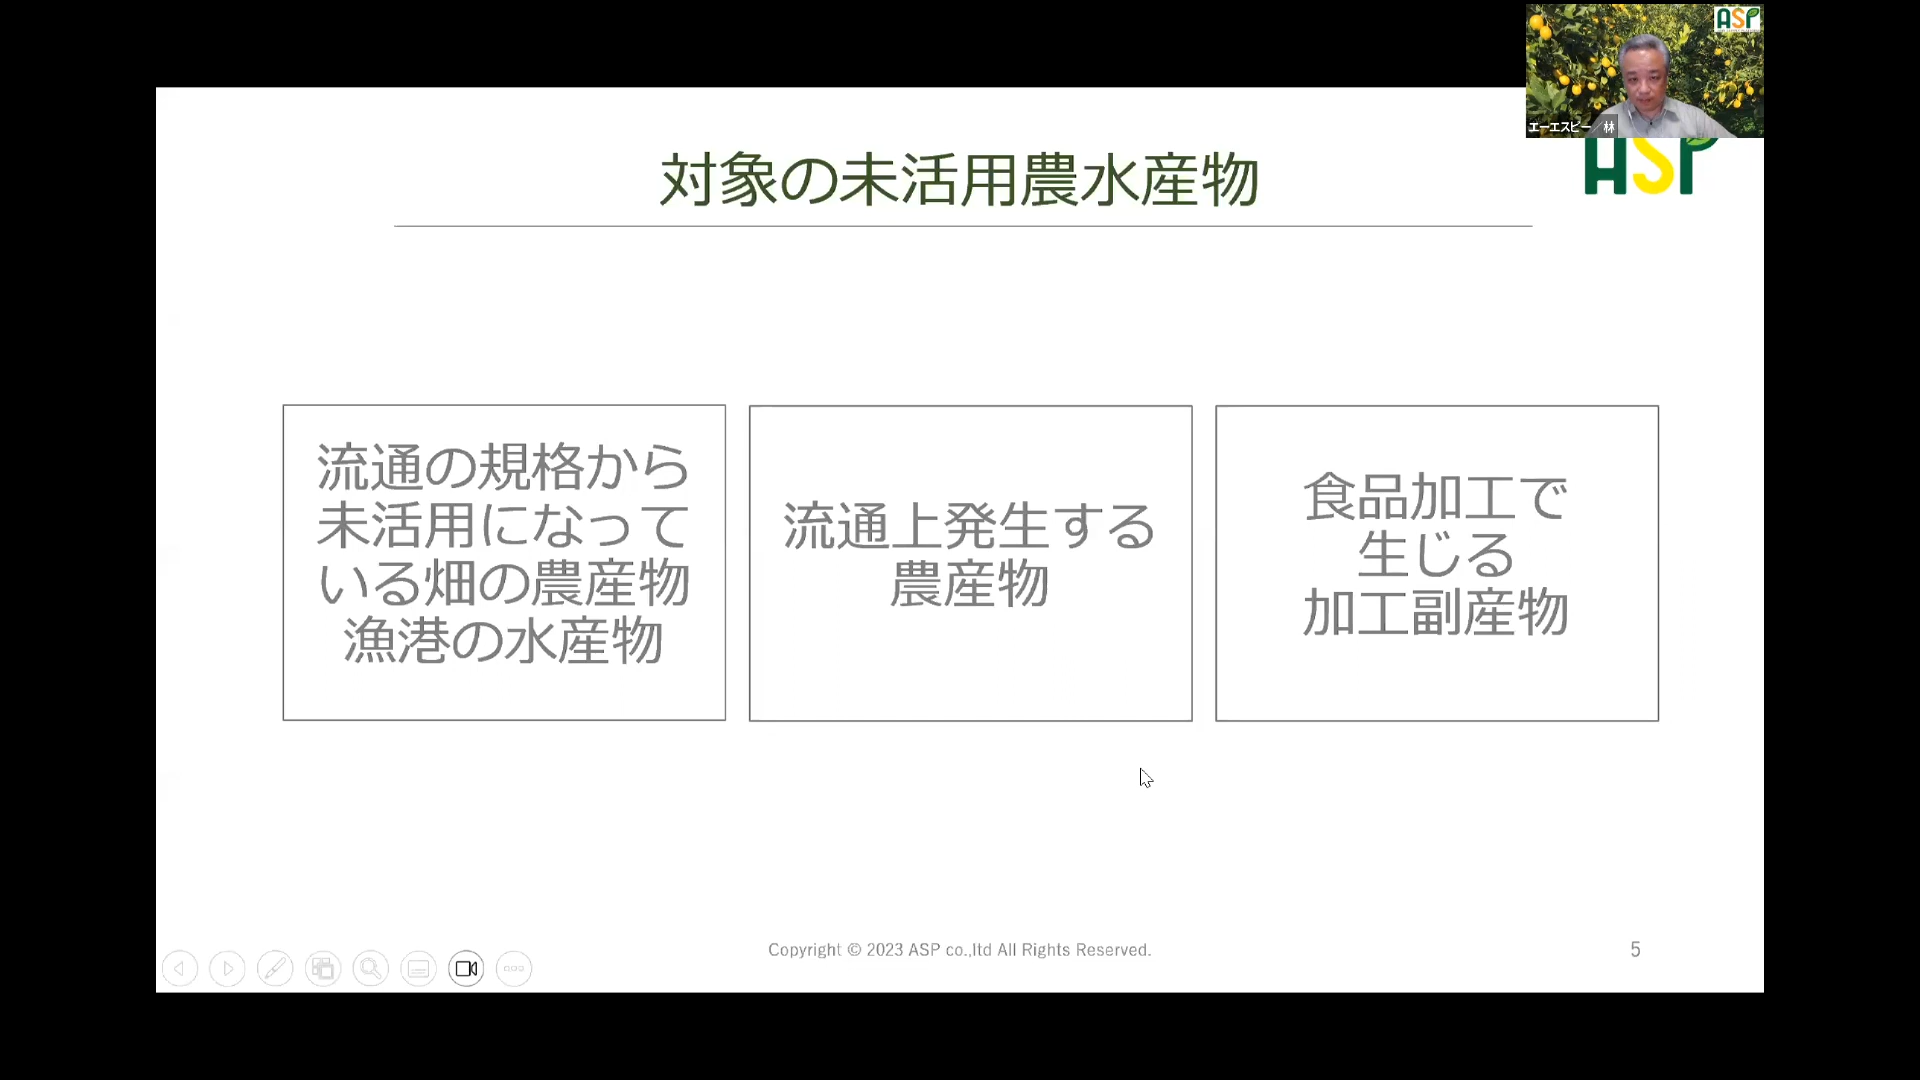 ASP
エーエスピー／林
ASP
対象の未活用農水産物
流通の規格から
未活用になって
いる畑の農産物
漁港の水産物
流通上発生する
農産物
食品加工で
生じる
加工副産物
Copyright © 2023 ASP co.,ltd All Rights Reserved.
5